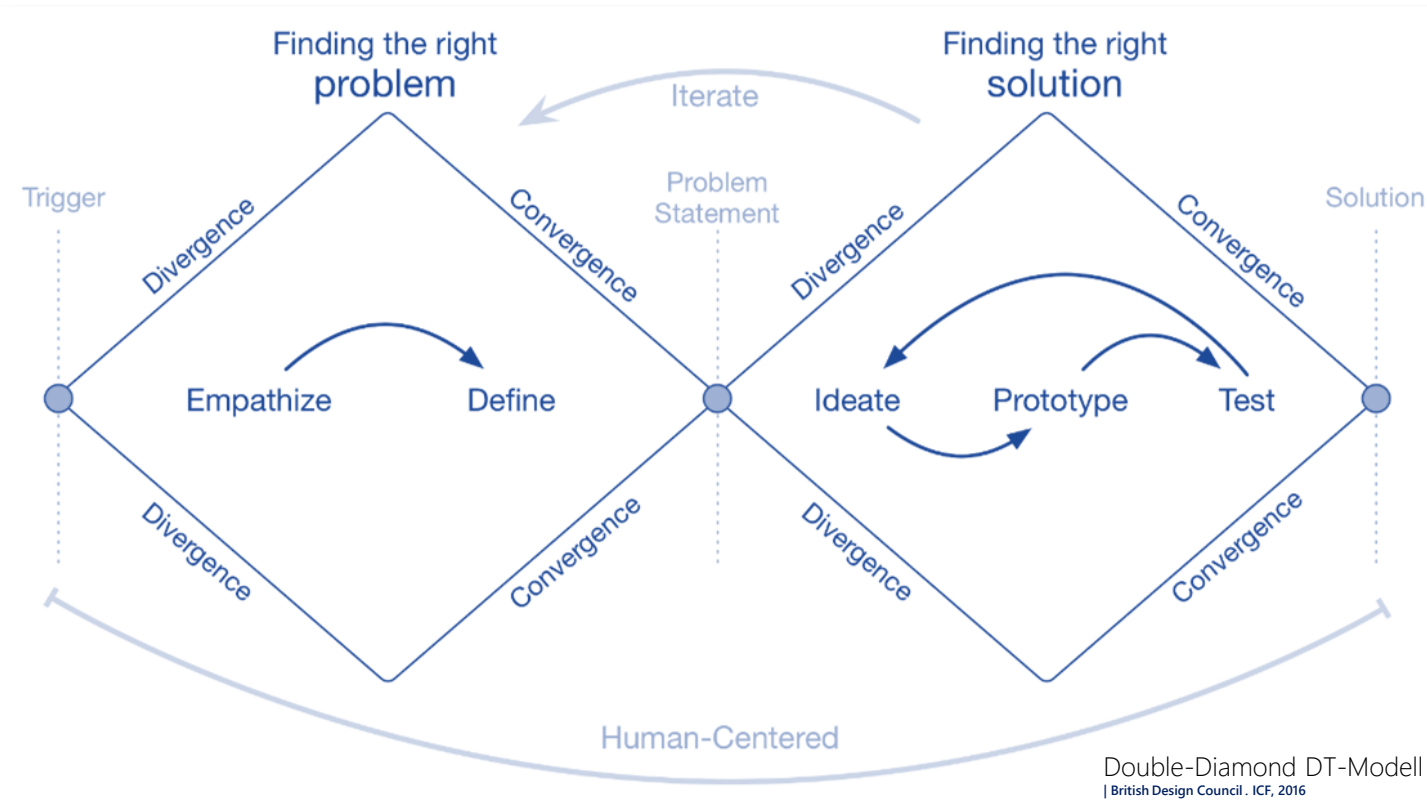 Finding the right
problem
Finding the right
solution
Iterate
Trigger
Problem
Statement
Solution
Divergence
Convergence
Divergence
Convergence
Empathize
Define
Ideate
Prototype
Test
Divergence
Convergence
Divergence
Convergence
Human-Centered
Double-Diamond DT-Modell
| British Design Council . ICF, 2016